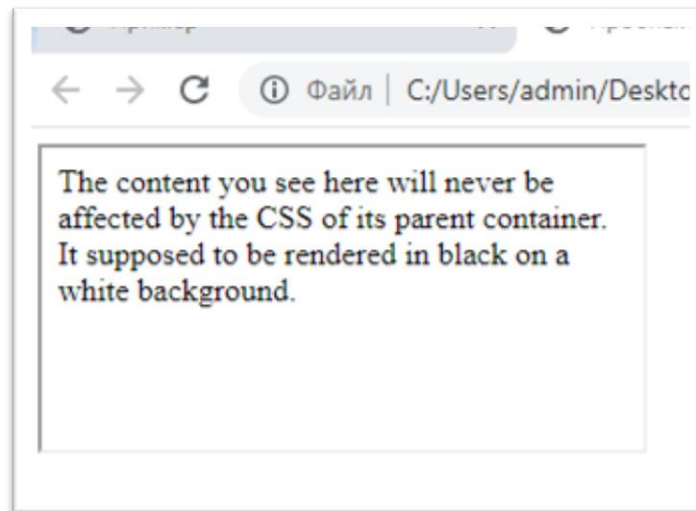 Файл | C:/Users/admin/Deskto
The content you see here will never be
affected by the CSS of its parent container.
It supposed to be rendered in black on a
white background.